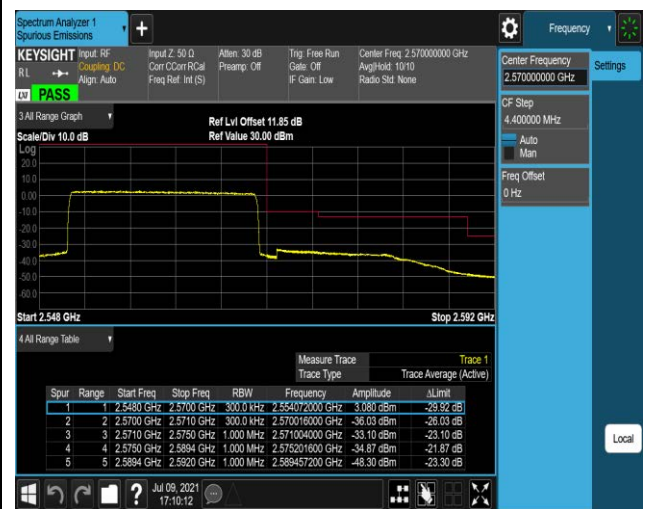 Spectrum Analyzer 1
Spurious Emissions
Frequency
KEYSIGHT
RL
LXI PASS
Input: RF
Coupling: DC
Align: Auto
Input Z: 50 Ω
Corr CCorr RCal
Freq Ref: Int (S)
Atten: 30 dB
Preamp: Off
Trig: Free Run
Gate: Off
IF Gain: Low
Center Freq: 2.570000000 GHz
Avg|Hold: 10/10
Radio Std: None
Center Frequency
2.570000000 GHz
Settings
CF Step
4.400000 MHz
Auto
Man
Freq Offset
0 Hz
3 All Range Graph
Scale/Div 10.0 dB
Ref Lvl Offset 11.85 dB
Ref Value 30.00 dBm
Log
20.0
10.0
0.00
-10.0
-20.0
-30.0
-40.0
-50.0
-60.0
Start 2.548 GHz
Stop 2.592 GHz
4 All Range Table
Measure Trace Trace 1
Trace Type Trace Average (Active)
Spur Range Start Freq Stop Freq RBW Frequency Amplitude ΔLimit
1 1 2.5480 GHz 2.5700 GHz 300.0 kHz 2.554072000 GHz 3.080 dBm -29.92 dB
2 2 2.5700 GHz 2.5710 GHz 300.0 kHz 2.570016000 GHz -36.03 dBm -26.03 dB
3 3 2.5710 GHz 2.5750 GHz 1.000 MHz 2.571004000 GHz -33.10 dBm -23.10 dB
4 4 2.5750 GHz 2.5894 GHz 1.000 MHz 2.575201600 GHz -34.87 dBm -21.87 dB
5 5 2.5894 GHz 2.5920 GHz 1.000 MHz 2.589457200 GHz -48.30 dBm -23.30 dB
Local
Jul 09, 2021
17:10:12